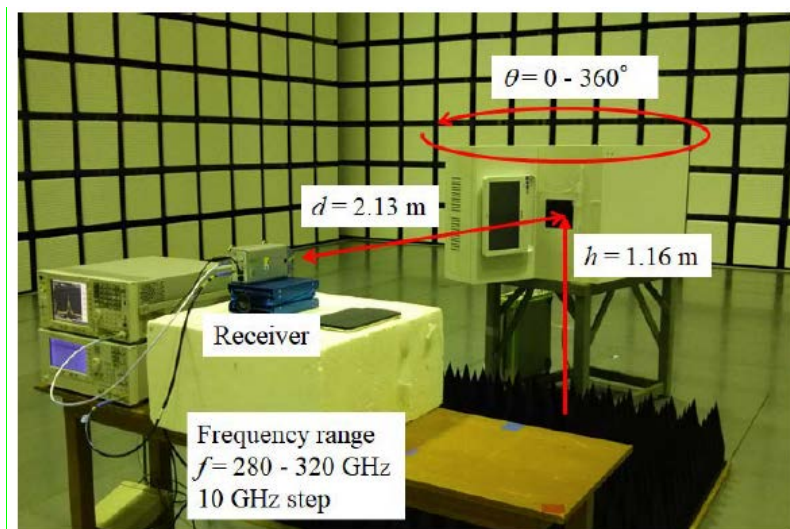 θ = 0 - 360°
d = 2.13 m
h = 1.16 m
Receiver
Frequency range
f = 280 - 320 GHz
10 GHz step